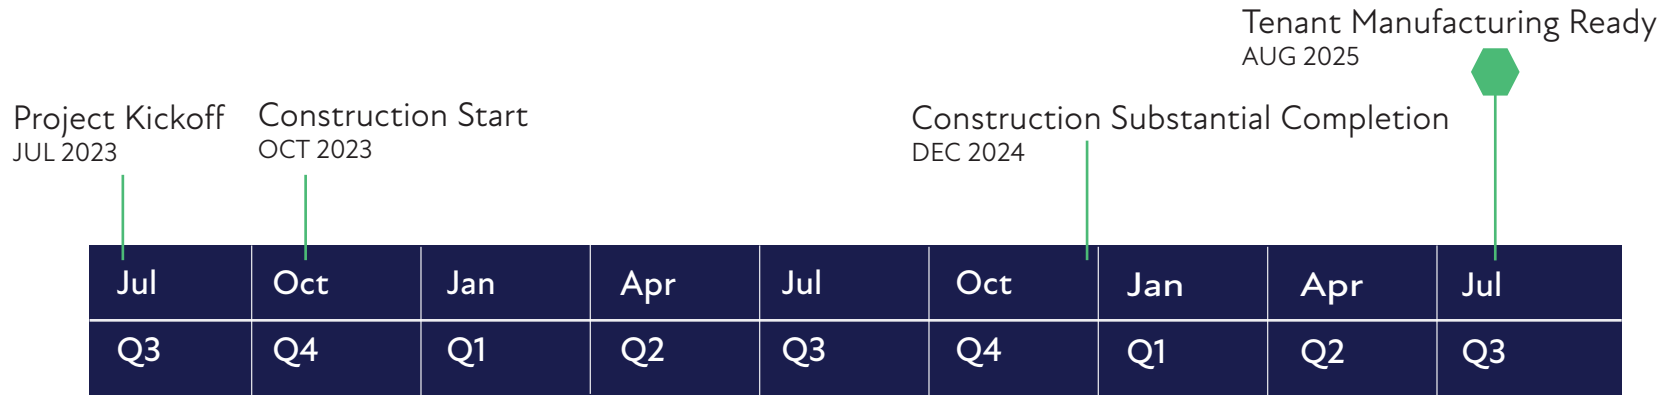 Tenant Manufacturing Ready
AUG 2025
Project Kickoff
JUL 2023
Construction Start
OCT 2023
Construction Substantial Completion
DEC 2024
Jul Oct Jan Apr Jul Oct Jan Apr Jul
Q3 Q4 Q1 Q2 Q3 Q4 Q1 Q2 Q3